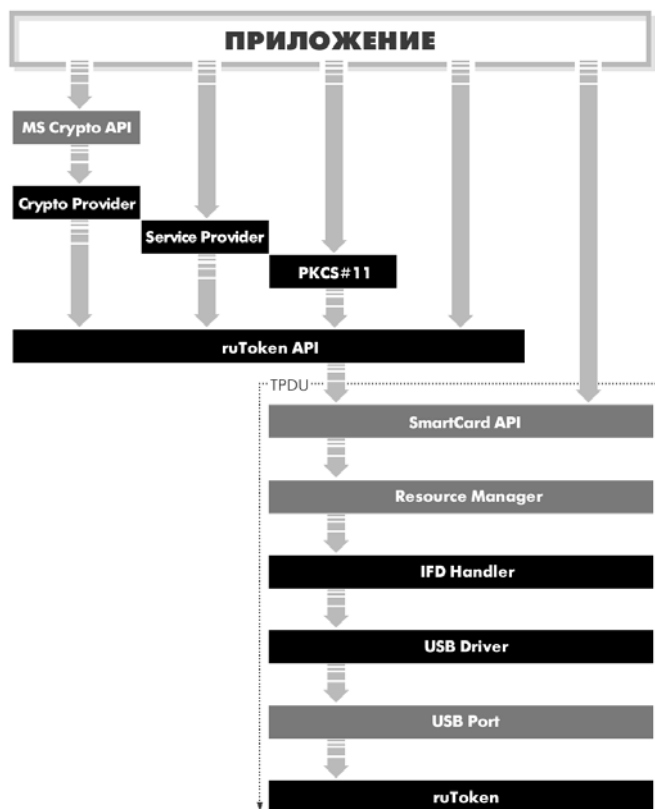 ПРИЛОЖЕНИЕ
MS Crypto API
Crypto Provider
Service Provider
PKCS#11
ruToken API
TPDU
SmartCard API
Resource Manager
IFD Handler
USB Driver
USB Port
ruToken